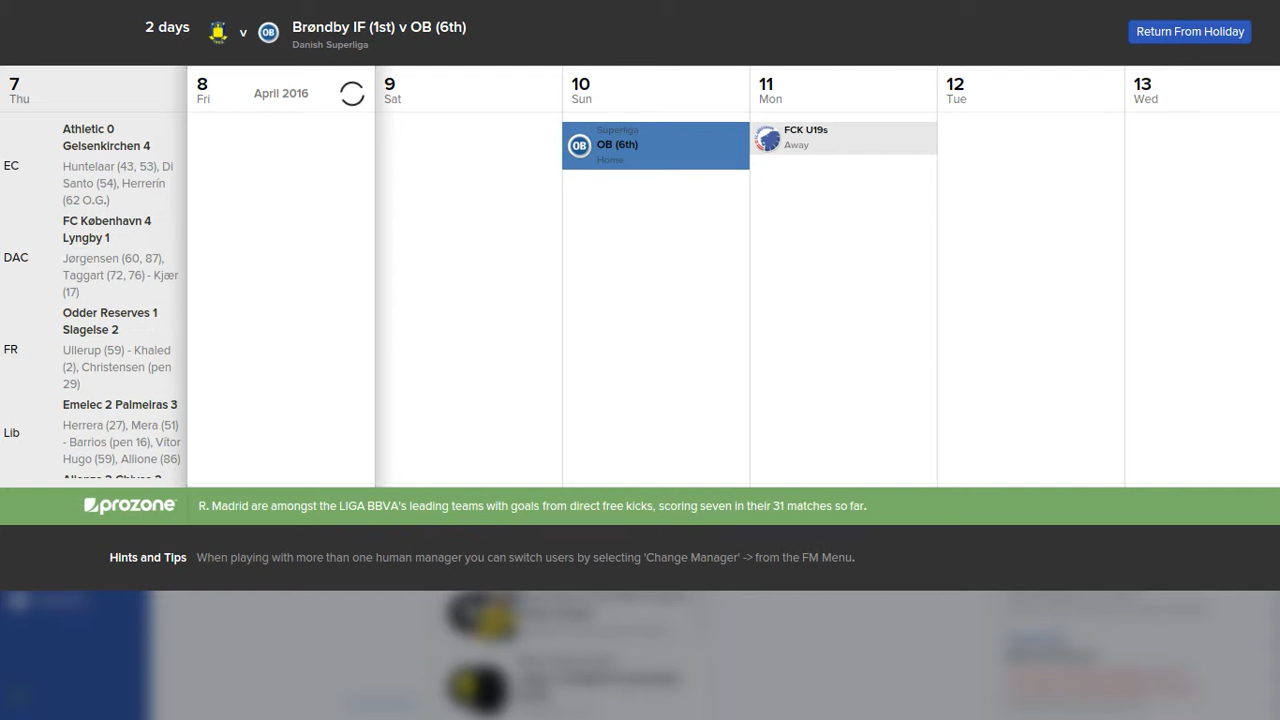 2 days
v
OB
Brøndby IF (1st) v OB (6th)
Danish Superliga
Return From Holiday
7
Thu
8
Fri
April 2016
9
Sat
10
Sun
11
Mon
12
Tue
13
Wed
EC
Athletic 0
Gelsenkirchen 4
Huntelaar (43, 53), Di
Santo (54), Herrerín
(62 O.G.)
DAC
FC København 4
Lyngby 1
Jørgensen (60, 87),
Taggart (72, 76) - Kjær
(17)
FR
Odder Reserves 1
Slagelse 2
Ullerup (59) - Khaled
(2), Christensen (pen
29)
Lib
Emelec 2 Palmeiras 3
Herrera (27), Mera (51)
- Barrios (pen 16), Vítor
Hugo (59), Allione (86)
OB
Superliga
OB (6th)
Home
FCK U19s
Away
prozone
R. Madrid are amongst the LIGA BBVA's leading teams with goals from direct free kicks, scoring seven in their 31 matches so far.
Hints and Tips
When playing with more than one human manager you can switch users by selecting 'Change Manager' -> from the FM Menu.